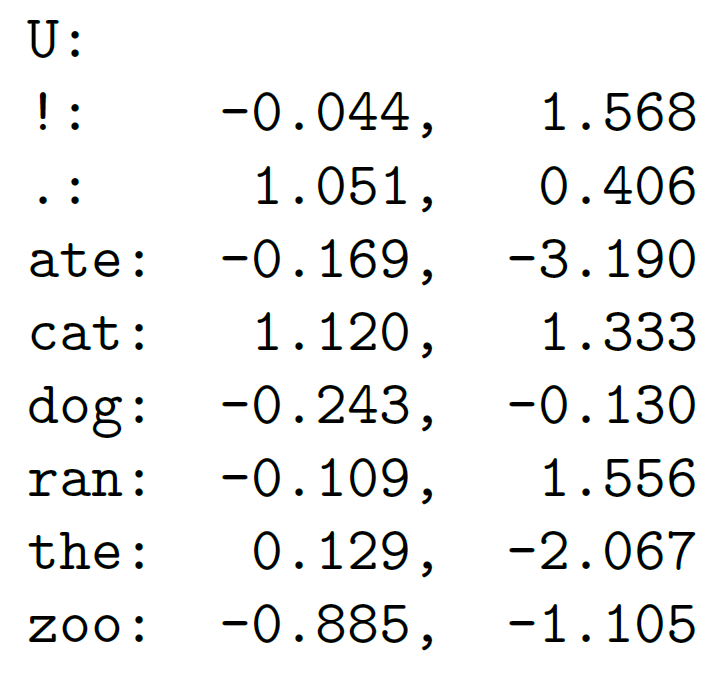 U:
!: -0.044, 1.568
.: 1.051, 0.406
ate: -0.169, -3.190
cat: 1.120, 1.333
dog: -0.243, -0.130
ran: -0.109, 1.556
the: 0.129, -2.067
zoo: -0.885, -1.105